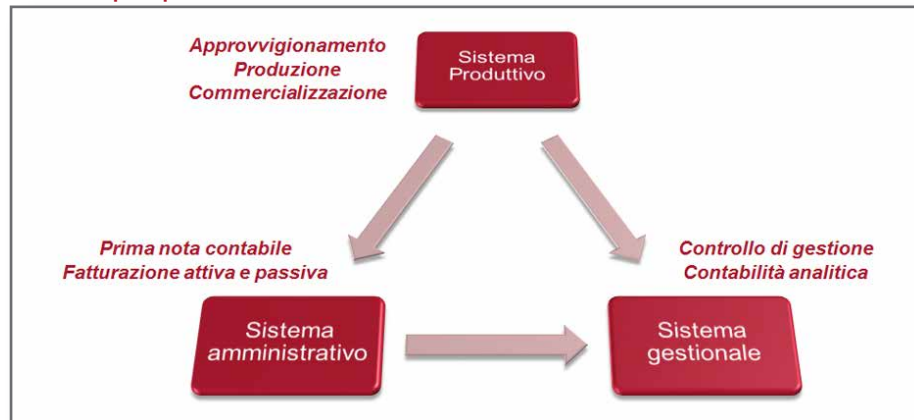 Approvvigionamento
Produzione
Commercializzazione
Sistema
Produttivo
Prima nota contabile
Fatturazione attiva e passiva
Controllo di gestione
Contabilità analitica
Sistema
amministrativo
Sistema
gestionale